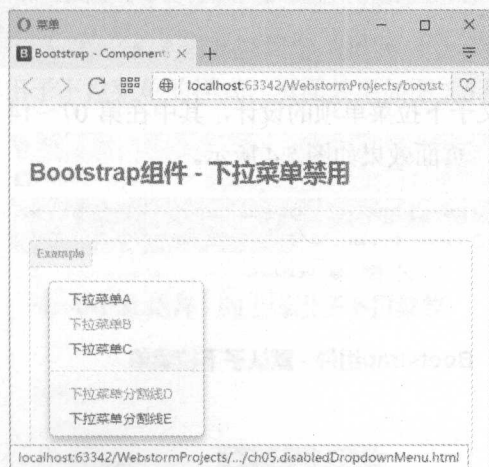 菜单
Bootstrap - Component
localhost:63342/WebstormProjects/bootst
Bootstrap组件 - 下拉菜单禁用
Example
下拉菜单A
下拉菜单B
下拉菜单C
下拉菜单分割线D
下拉菜单分割线E
localhost:63342/WebstormProjects/.../ch05.disabledDropdownMenu.html